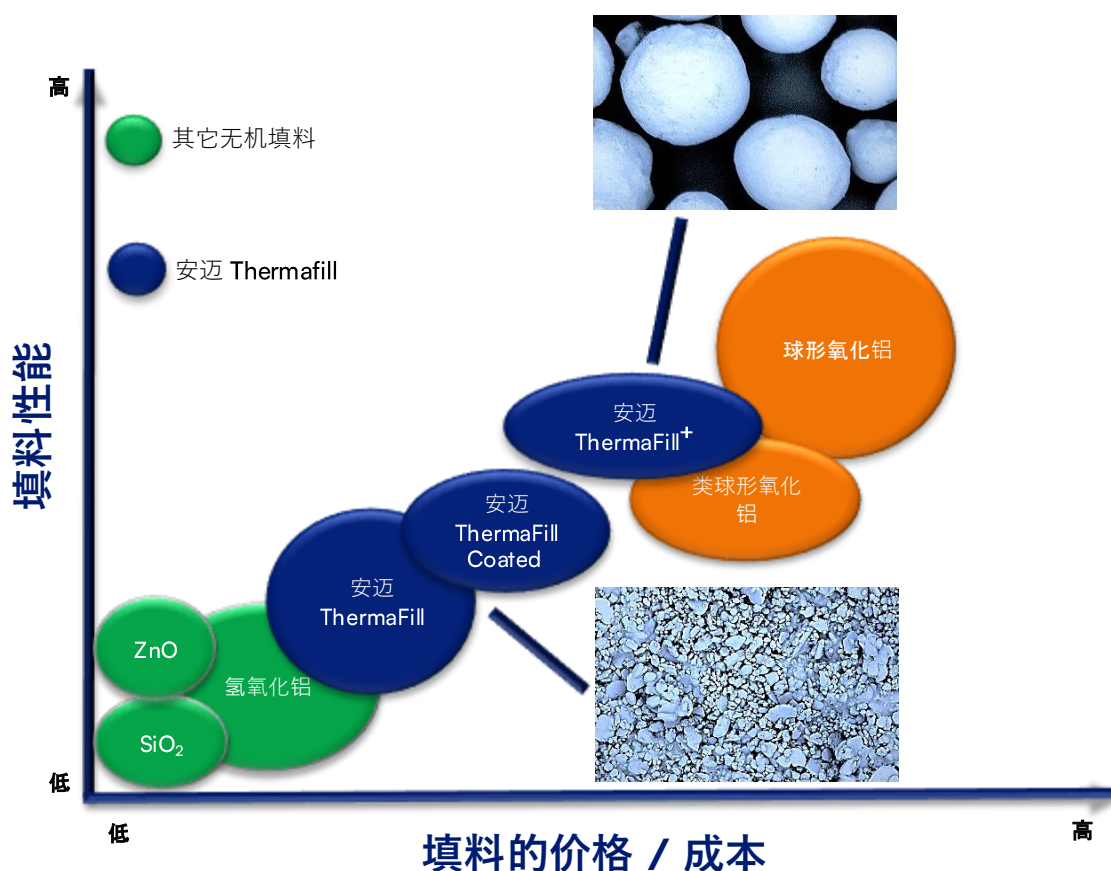 高
其它无机填料
安迈 Thermafill
填料性能
球形氧化铝
安迈
ThermaFill⁺
类球形氧化
铝
安迈
ThermaFill
Coated
安迈
ThermaFill
ZnO
氢氧化铝
SiO₂
低
低
高
填料的价格 / 成本